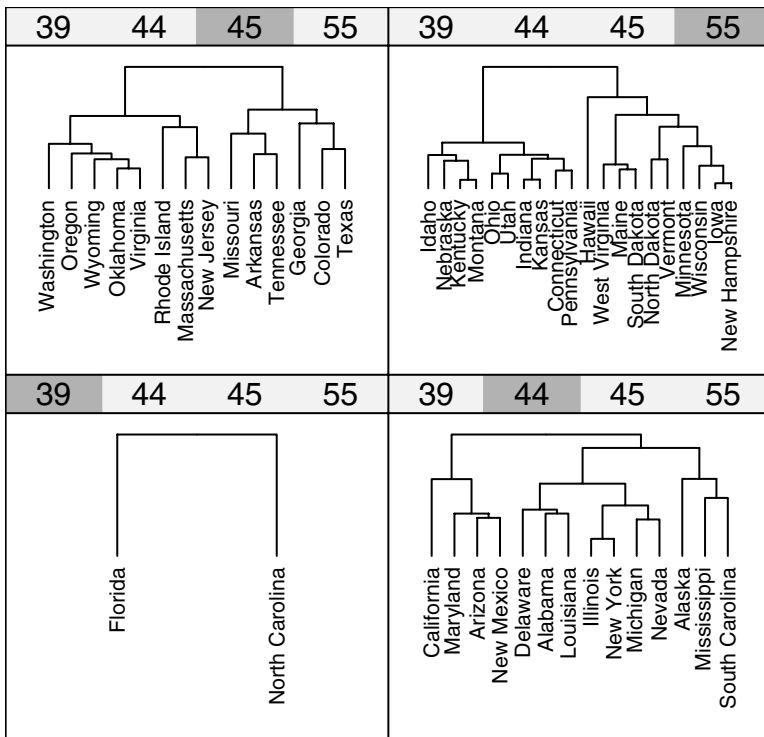 39 44 45 55
Washington
Oregon
Wyoming
Oklahoma
Virginia
Rhode Island
Massachusetts
New Jersey
Missouri
Arkansas
Tennessee
Georgia
Colorado
Texas
39 44 45 55
Idaho
Nebraska
Kentucky
Montana
Ohio
Utah
Indiana
Kansas
Connecticut
Pennsylvania
Hawaii
West Virginia
Maine
South Dakota
North Dakota
Vermont
Minnesota
Wisconsin
Iowa
New Hampshire
39 44 45 55
Florida
North Carolina
39 44 45 55
California
Maryland
Arizona
New Mexico
Delaware
Alabama
Louisiana
Illinois
New York
Michigan
Nevada
Alaska
Mississippi
South Carolina